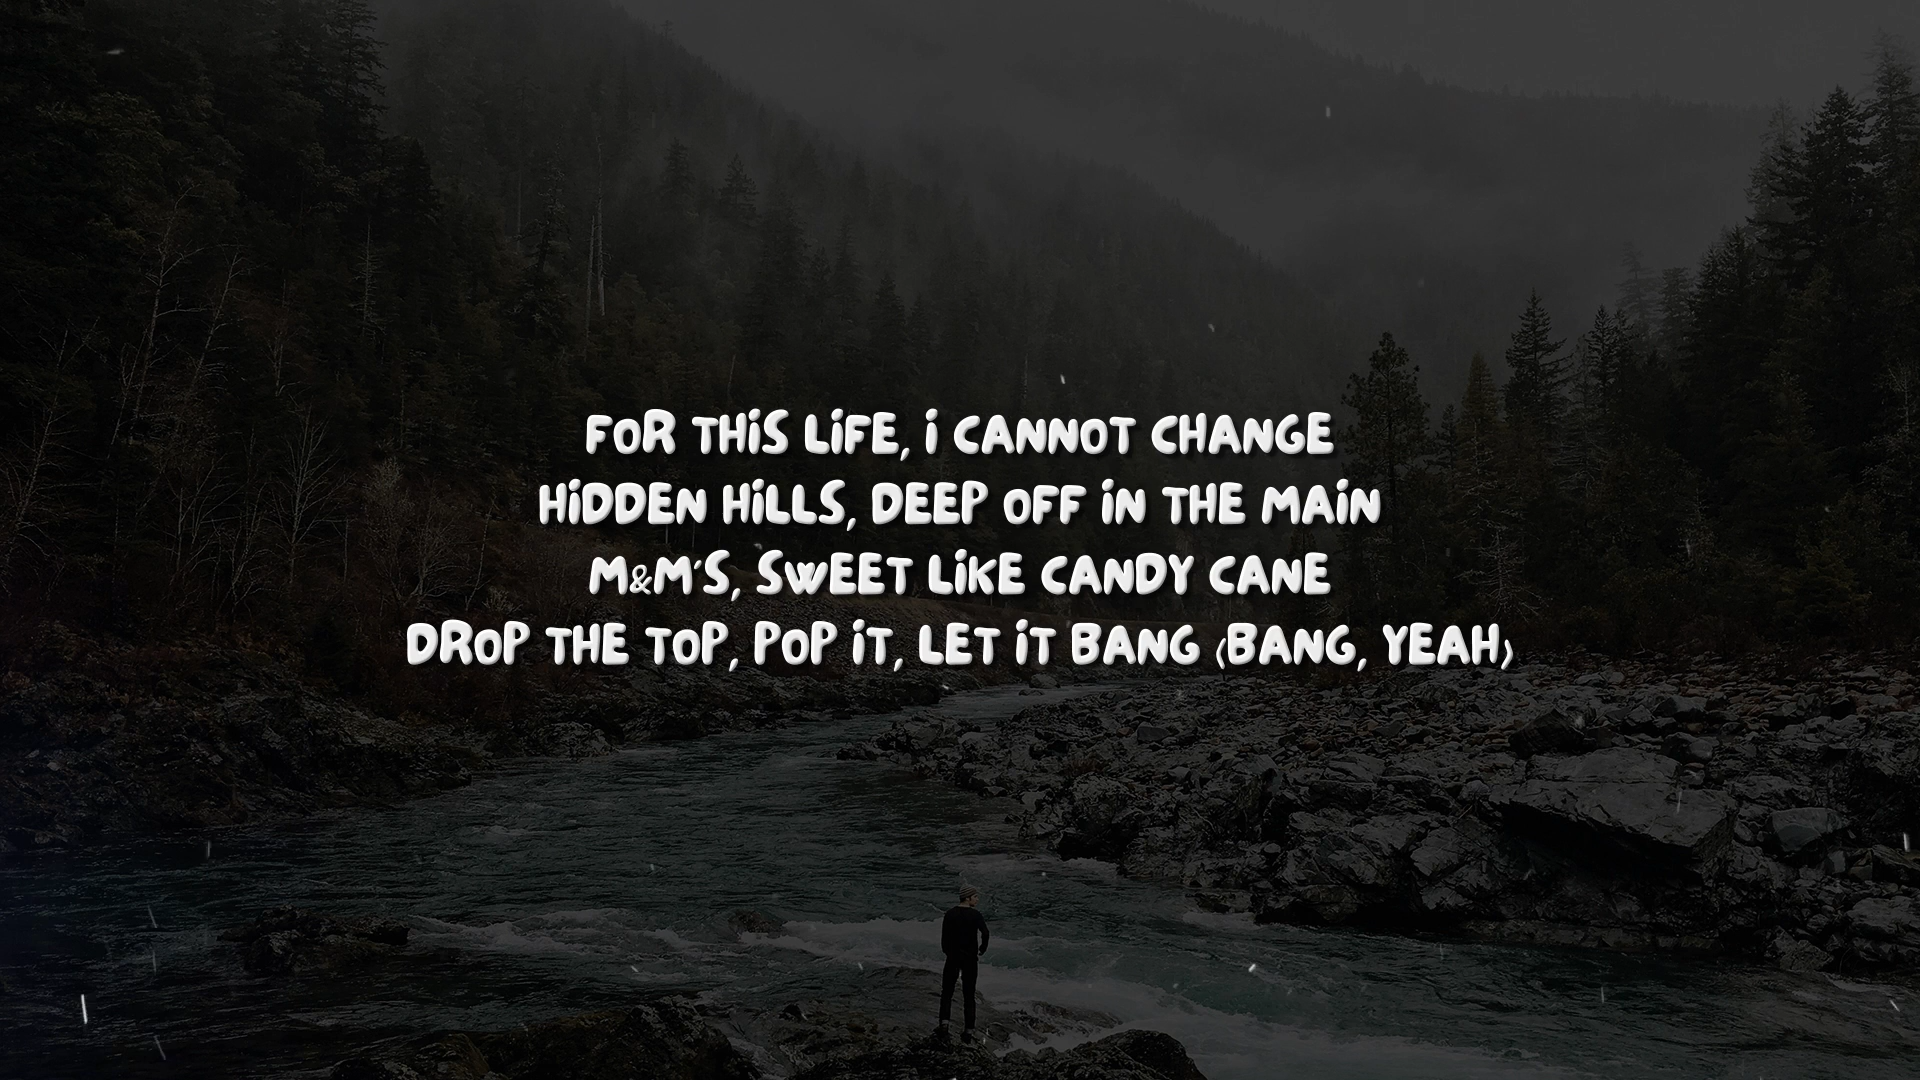 FOR THIS LIFE, I CANNOT CHANGE
HIDDEN HILLS, DEEP OFF IN THE MAIN
M&M'S, SWEET LIKE CANDY CANE
DROP THE TOP, POP IT, LET IT BANG (BANG, YEAH)